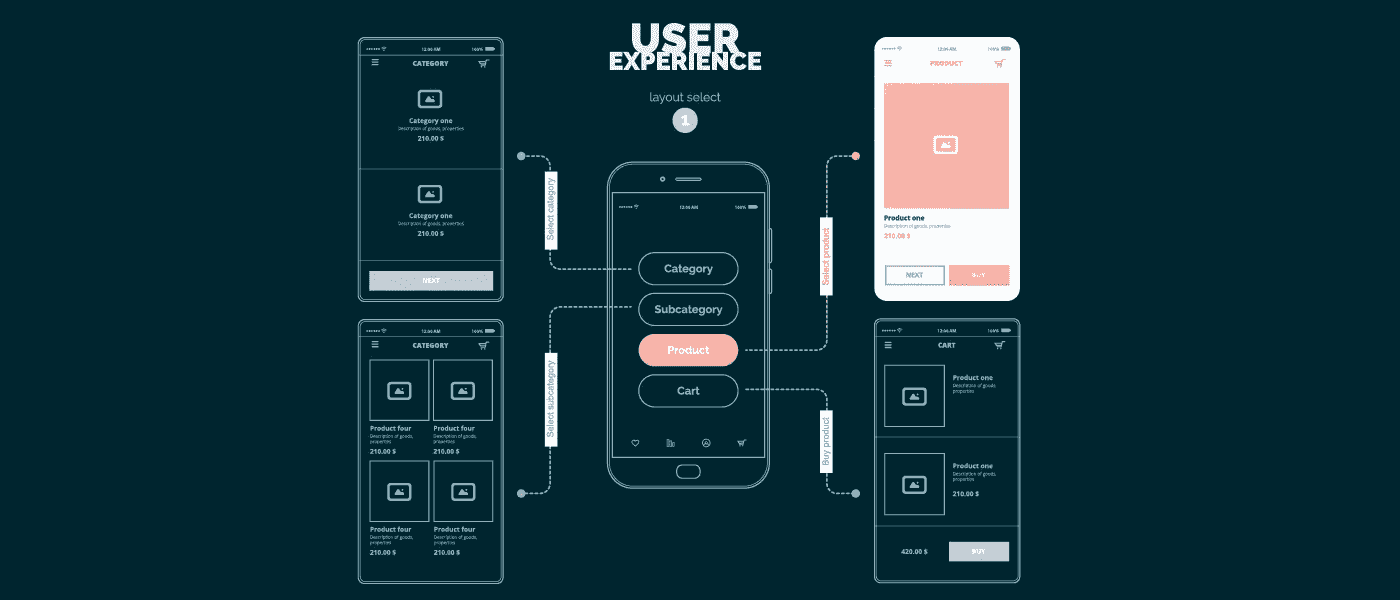 USER
EXPERIENCE
layout select
1
12:06 AM 100%
CATEGORY
Category one
Description of goods, properties
210.00 $
Category one
Description of goods, properties
210.00 $
NEXT
12:06 AM 100%
CATEGORY
Product four
Description of goods,
properties
210.00 $
Product four
Description of goods,
properties
210.00 $
Product four
Description of goods,
properties
210.00 $
Product four
Description of goods,
properties
210.00 $
Select category
Select subcategory
12:06 AM 100%
Category
Subcategory
Product
Cart
Select product
Buy product
12:06 AM 100%
PRODUCT
Product one
Description of goods, properties
210.00 $
NEXT
BUY
12:06 AM 100%
CART
Product one
Description of goods,
properties
Product one
Description of goods,
properties
210.00 $
420.00 $
BUY